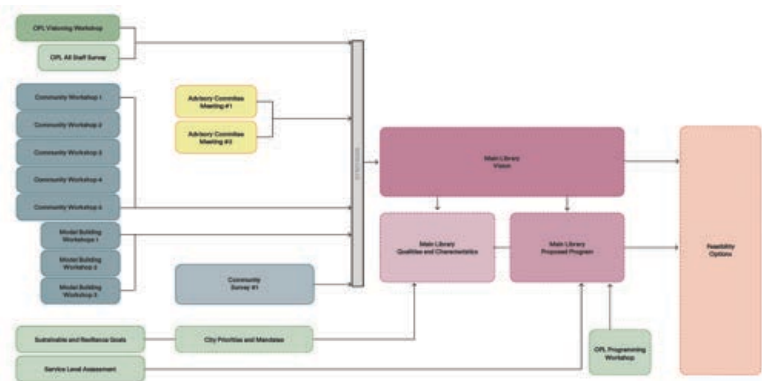 OPL Visioning Workshop
OPL All Staff Survey
Community Workshop 1
Community Workshop 2
Community Workshop 3
Community Workshop 4
Community Workshop 5
Model Building
Workshops 1
Model Building
Workshop 2
Model Building
Workshop 3
Advisory Commitee
Meeting #1
Advisory Commitee
Meeting #2
Community
Survey #1
Sustainable and Resilience Goals
City Priorities and Mandates
Service Level Assessment
Main Library
Vision
Main Library
Qualities and Characteristics
Main Library
Proposed Program
OPL Programming
Workshop
Feasibility
Options